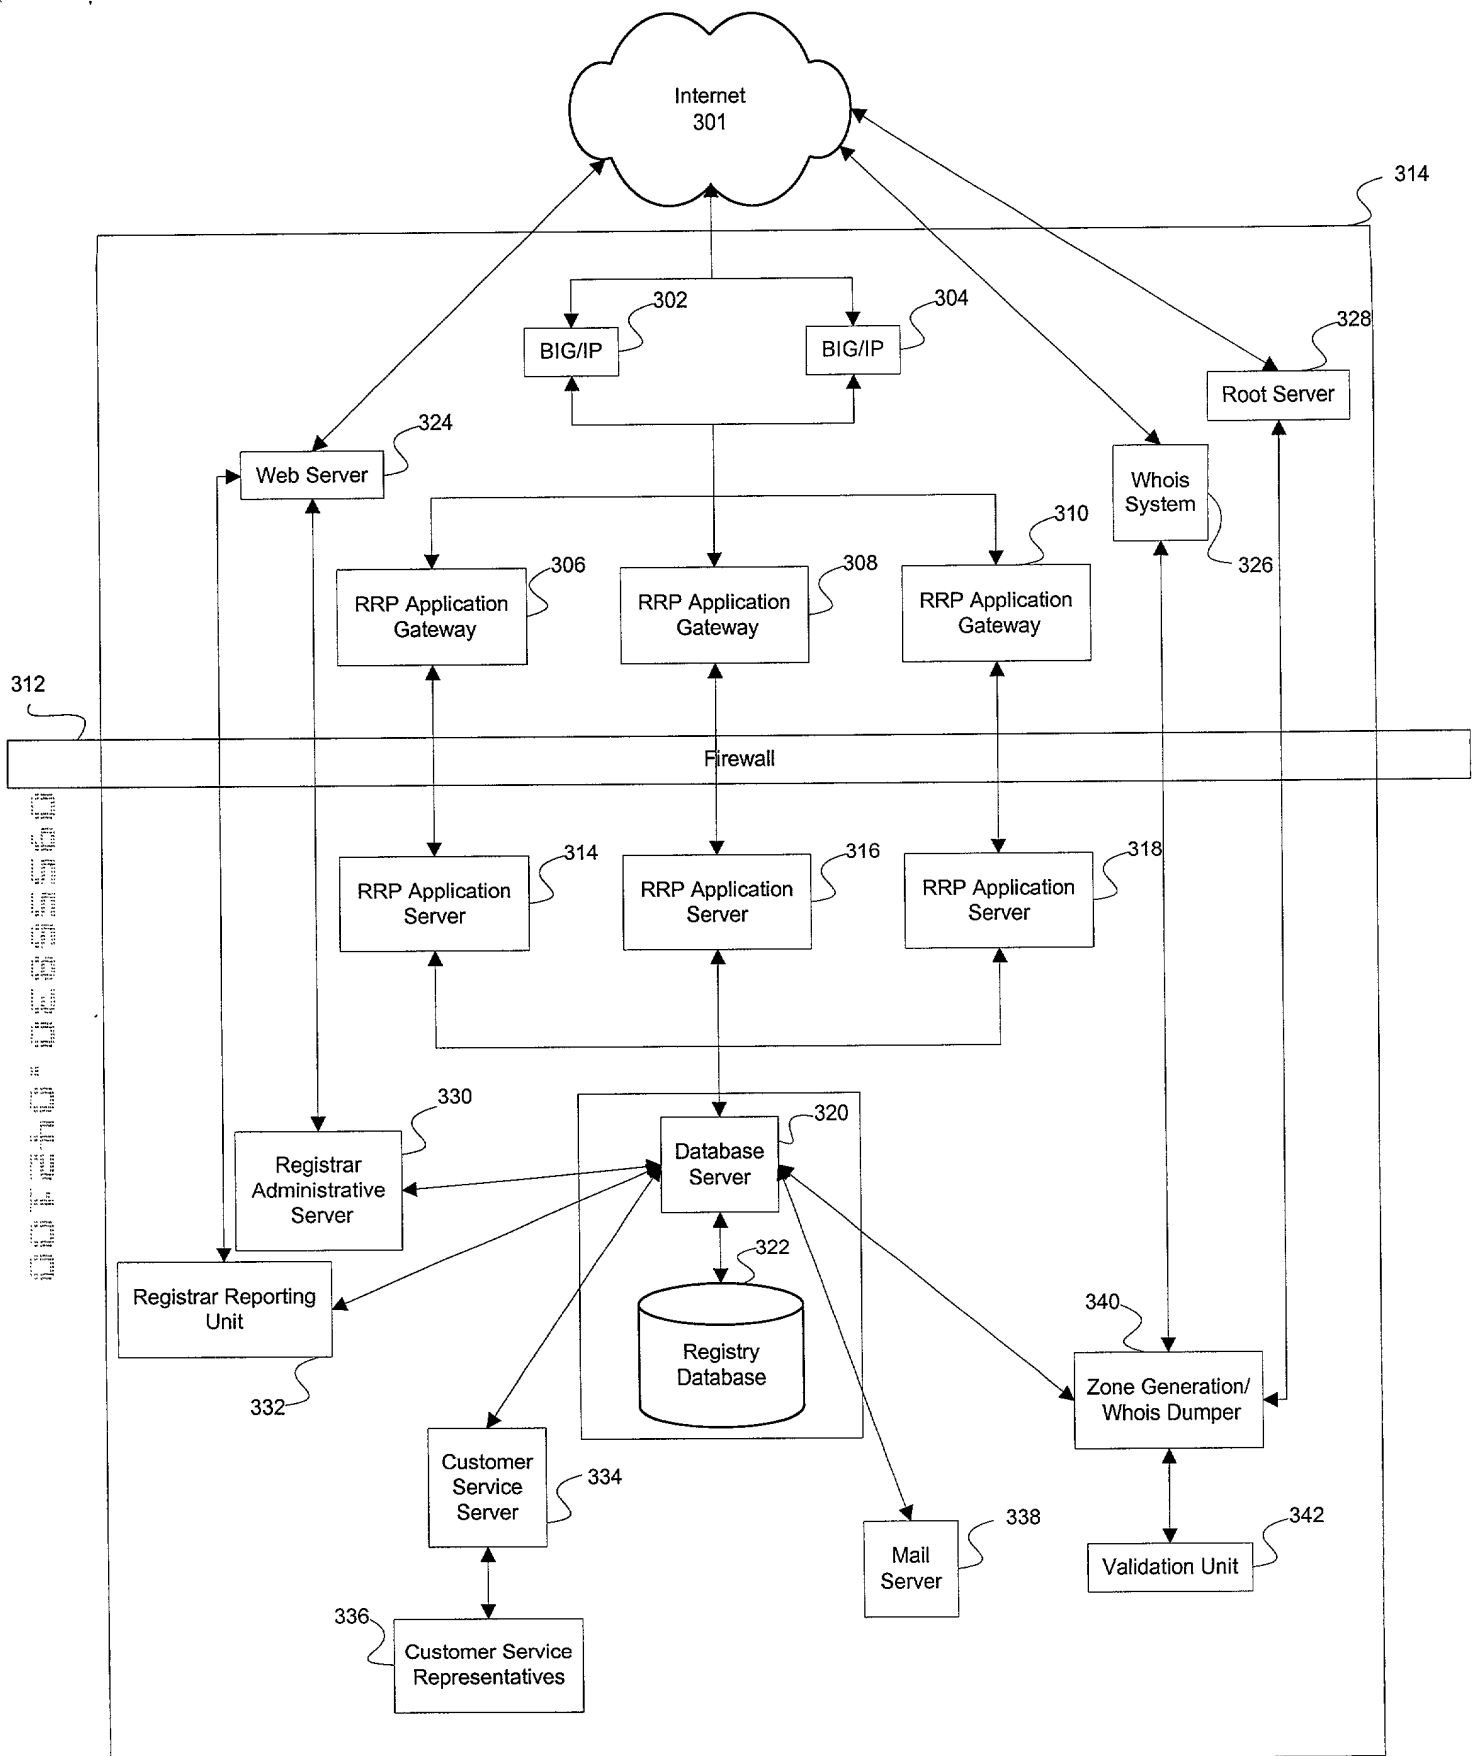 Internet
301
314
302
304
BIG/IP
BIG/IP
328
Root Server
324
Web Server
Whois
System
326
310
306
308
RRP Application
Gateway
RRP Application
Gateway
RRP Application
Gateway
312
Firewall
314
316
318
RRP Application
Server
RRP Application
Server
RRP Application
Server
330
320
Registrar
Administrative
Server
Database
Server
322
Registrar Reporting
Unit
332
Registry
Database
340
Zone Generation/
Whois Dumper
Customer
Service
Server
334
338
Mail
Server
342
Validation Unit
336
Customer Service
Representatives